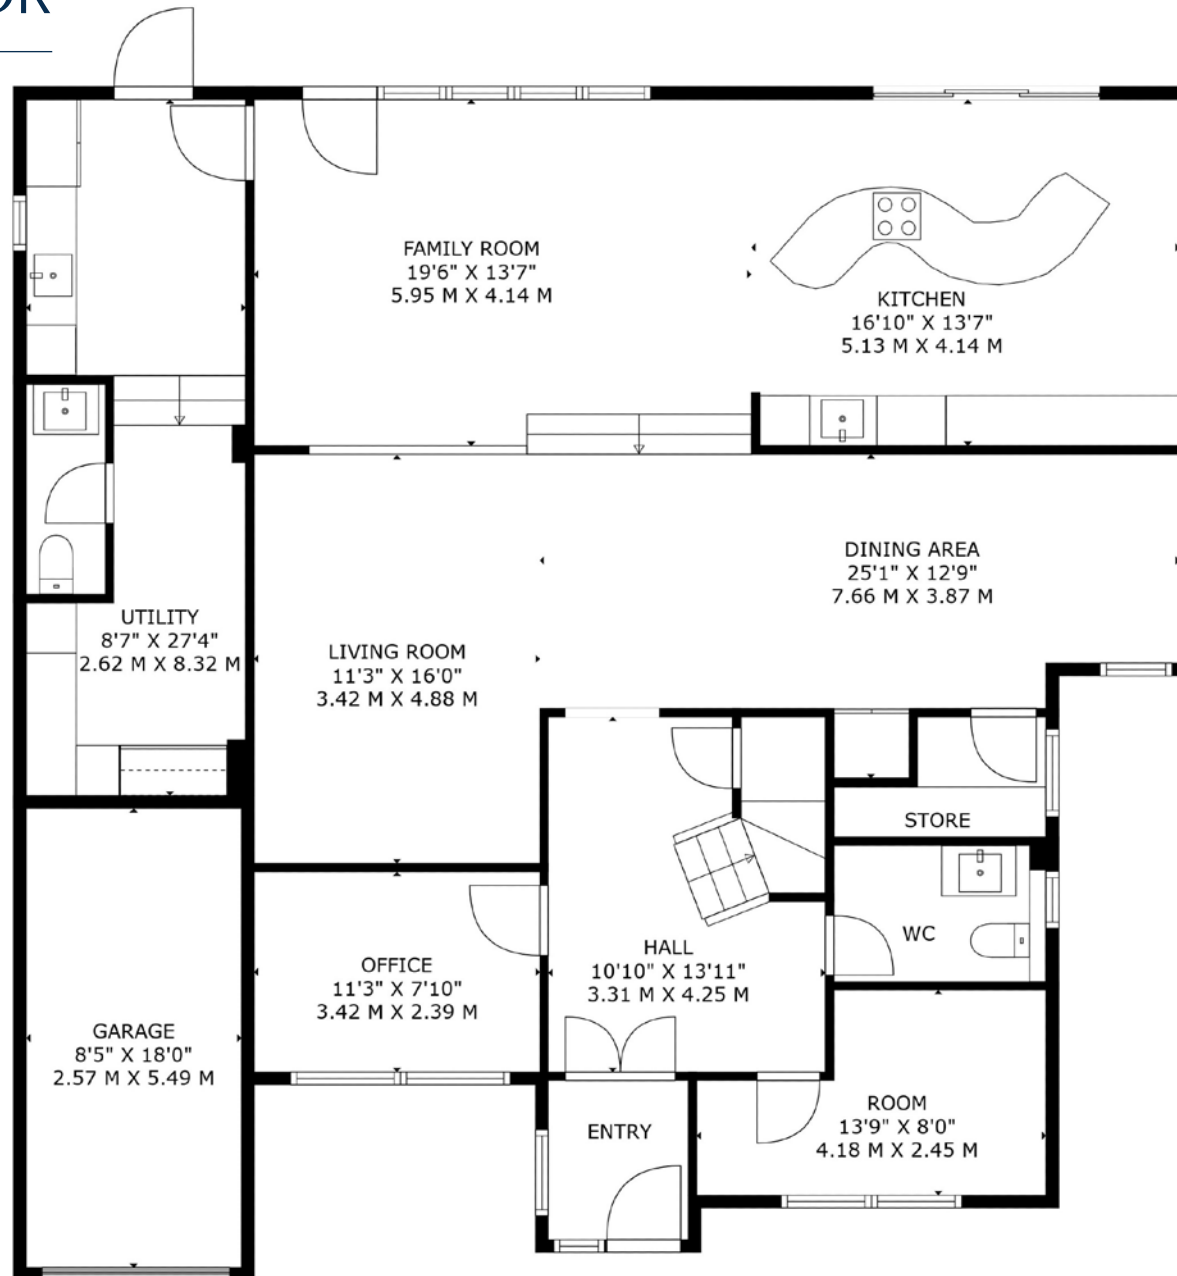 OR
FAMILY ROOM
19'6" X 13'7"
5.95 M X 4.14 M
KITCHEN
16'10" X 13'7"
5.13 M X 4.14 M
DINING AREA
25'1" X 12'9"
7.66 M X 3.87 M
UTILITY
8'7" X 27'4"
2.62 M X 8.32 M
LIVING ROOM
11'3" X 16'0"
3.42 M X 4.88 M
STORE
WC
HALL
10'10" X 13'11"
3.31 M X 4.25 M
OFFICE
11'3" X 7'10"
3.42 M X 2.39 M
GARAGE
8'5" X 18'0"
2.57 M X 5.49 M
ENTRY
ROOM
13'9" X 8'0"
4.18 M X 2.45 M